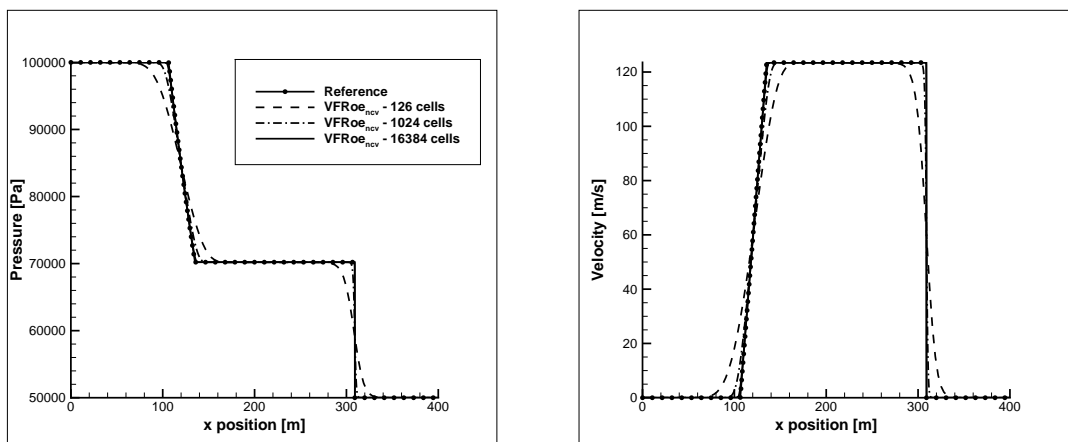 100000
90000
80000
70000
60000
50000
Pressure [Pa]
0
100
200
300
400
x position [m]
Reference
VFRoe_ncv - 126 cells
VFRoe_ncv - 1024 cells
VFRoe_ncv - 16384 cells
120
100
80
60
40
20
0
Velocity [m/s]
0
100
200
300
400
x position [m]